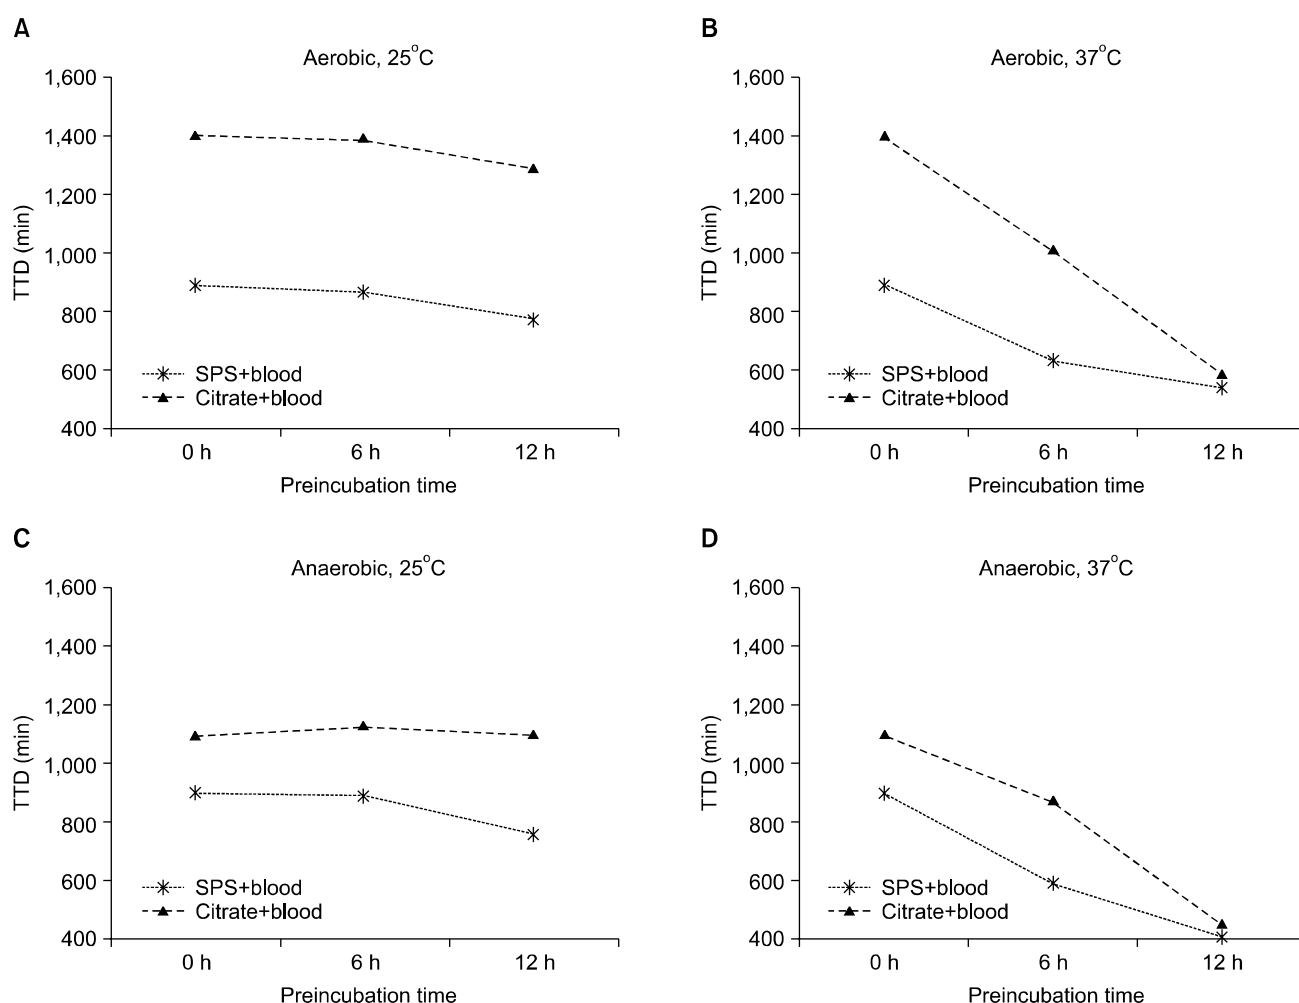 A
Aerobic, 25°C
1,600
1,400
1,200
1,000
800
600
400
TTD (min)
SPS+blood
Citrate+blood
0 h 6 h 12 h
Preincubation time
B
Aerobic, 37°C
1,600
1,400
1,200
1,000
800
600
400
TTD (min)
SPS+blood
Citrate+blood
0 h 6 h 12 h
Preincubation time
C
Anaerobic, 25°C
1,600
1,400
1,200
1,000
800
600
400
TTD (min)
SPS+blood
Citrate+blood
0 h 6 h 12 h
Preincubation time
D
Anaerobic, 37°C
1,600
1,400
1,200
1,000
800
600
400
TTD (min)
SPS+blood
Citrate+blood
0 h 6 h 12 h
Preincubation time